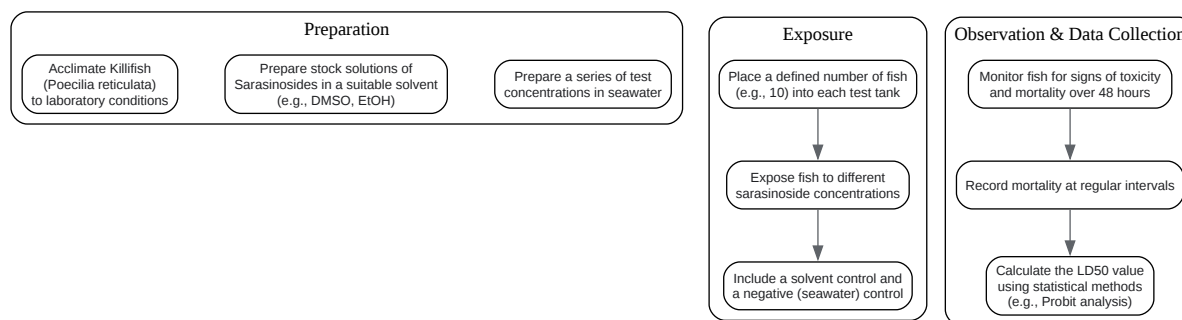 Preparation
Acclimate Killifish
(Poecilia reticulata)
to laboratory conditions
Prepare stock solutions of
Sarasinosides in a suitable solvent
(e.g., DMSO, EtOH)
Prepare a series of test
concentrations in seawater
Exposure
Place a defined number of fish
(e.g., 10) into each test tank
Expose fish to different
sarasinoside concentrations
Include a solvent control and
a negative (seawater) control
Observation & Data Collection
Monitor fish for signs of toxicity
and mortality over 48 hours
Record mortality at regular intervals
Calculate the LD50 value
using statistical methods
(e.g., Probit analysis)